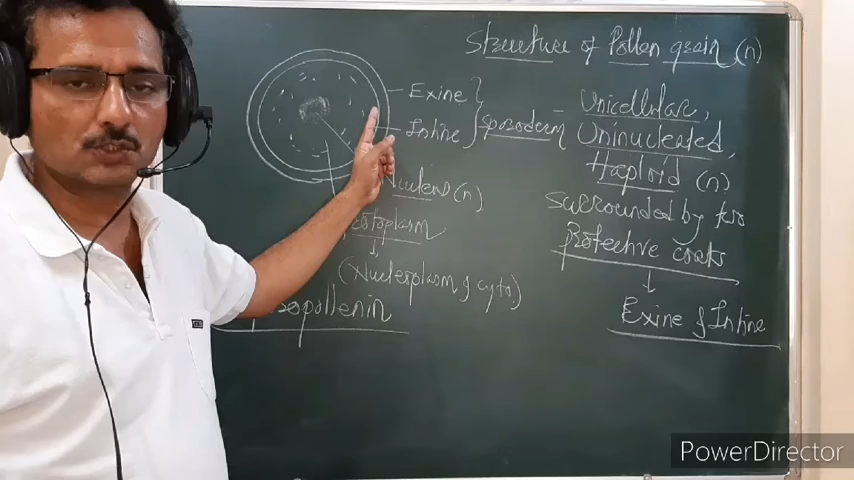 Structure of Pollen grain (n)
Exine
Intine
Sporoderm
Nucleus (n)
(Nucleoplasm & cyto.)
Unicellular,
Uninucleated,
Haploid (n)
surrounded by two
Protective coats
Exine & Intine
PowerDirector